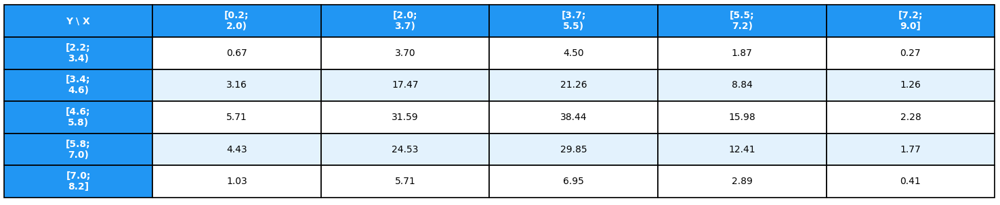 Y \ X [0.2; 2.0) [2.0; 3.7) [3.7; 5.5) [5.5; 7.2) [7.2; 9.0]
[2.2; 3.4) 0.67 3.70 4.50 1.87 0.27
[3.4; 4.6) 3.16 17.47 21.26 8.84 1.26
[4.6; 5.8) 5.71 31.59 38.44 15.98 2.28
[5.8; 7.0) 4.43 24.53 29.85 12.41 1.77
[7.0; 8.2] 1.03 5.71 6.95 2.89 0.41